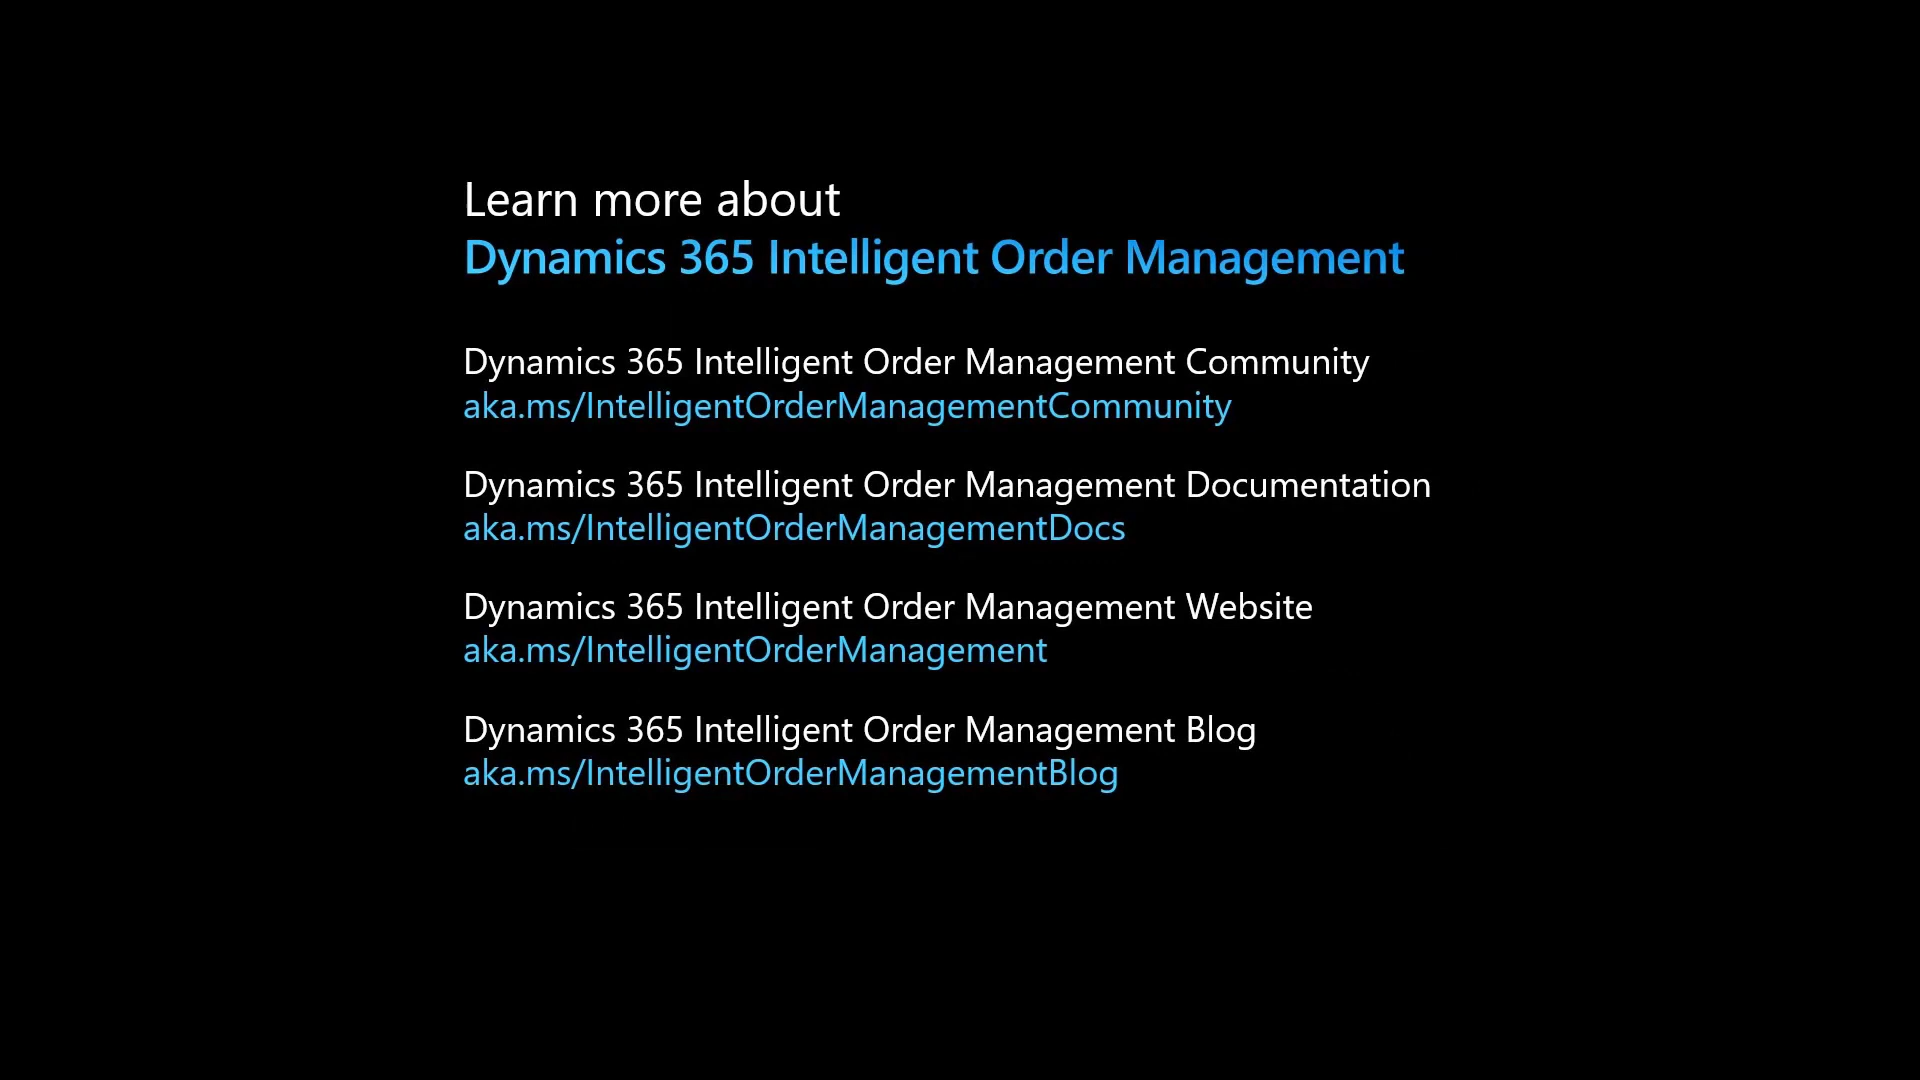 Learn more about
Dynamics 365 Intelligent Order Management
Dynamics 365 Intelligent Order Management Community
aka.ms/IntelligentOrderManagementCommunity
Dynamics 365 Intelligent Order Management Documentation
aka.ms/IntelligentOrderManagementDocs
Dynamics 365 Intelligent Order Management Website
aka.ms/IntelligentOrderManagement
Dynamics 365 Intelligent Order Management Blog
aka.ms/IntelligentOrderManagementBlog